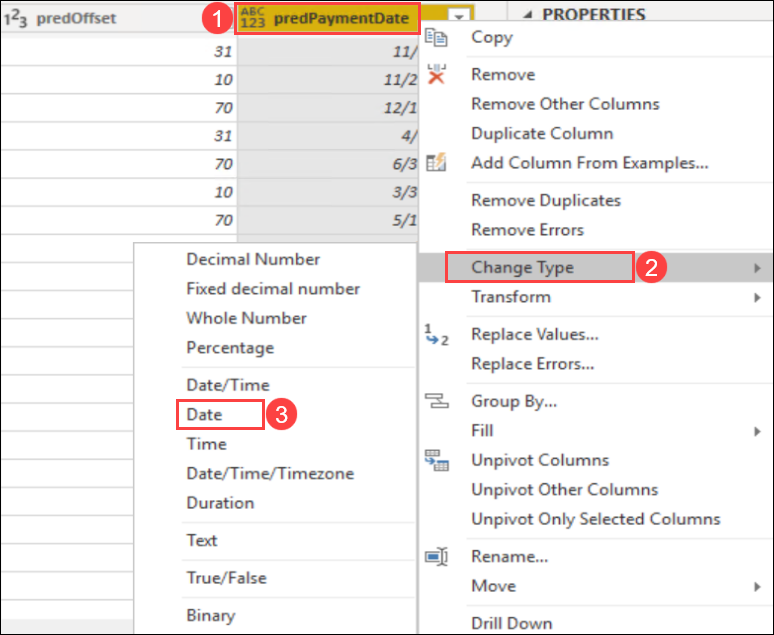 1²3 predOffset
1
ABC
123 predPaymentDate
PROPERTIES
31 11/
10 11/2
70 12/1
31 4/
70 6/3
10 3/3
70 5/1
Copy
Remove
Remove Other Columns
Duplicate Column
Add Column From Examples...
Remove Duplicates
Remove Errors
Change Type 2
Transform
1
2 Replace Values...
Replace Errors...
Group By...
Fill
Unpivot Columns
Unpivot Other Columns
Unpivot Only Selected Columns
Rename...
Move
Drill Down
Decimal Number
Fixed decimal number
Whole Number
Percentage
Date/Time
Date 3
Time
Date/Time/Timezone
Duration
Text
True/False
Binary